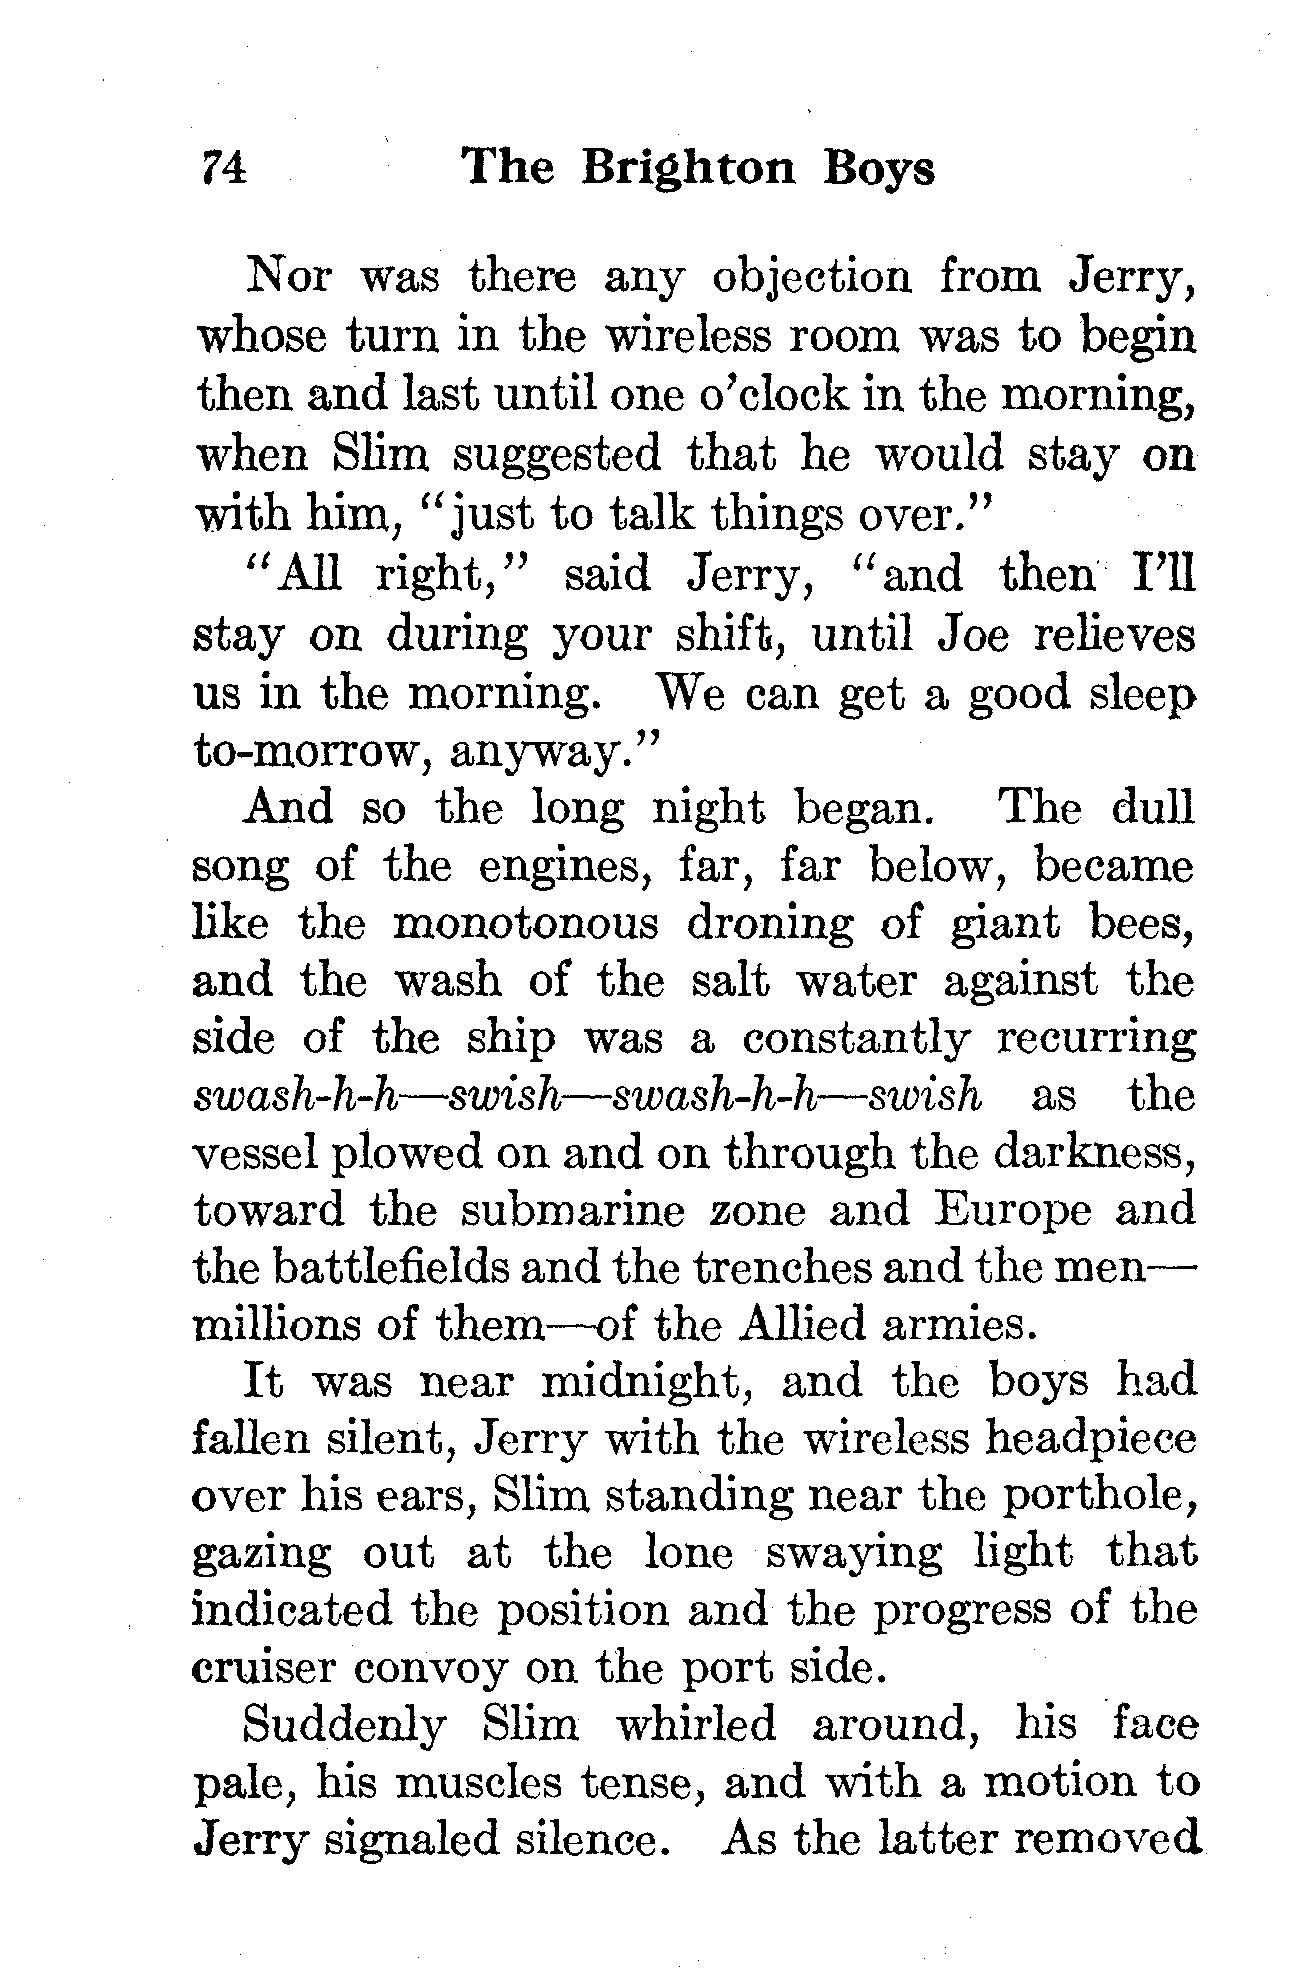 74 The Brighton Boys
Nor was there any objection from Jerry,
whose turn in the wireless room was to begin
then and last until one o'clock in the morning,
when Slim suggested that he would stay on
with him, "just to talk things over."
"All right," said Jerry, "and then I'll
stay on during your shift, until Joe relieves
us in the morning. We can get a good sleep
to-morrow, anyway."
And so the long night began. The dull
song of the engines, far, far below, became
like the monotonous droning of giant bees,
and the wash of the salt water against the
side of the ship was a constantly recurring
swash-h-h—swish—swash-h-h—swish as the
vessel plowed on and on through the darkness,
toward the submarine zone and Europe and
the battlefields and the trenches and the men—
millions of them—of the Allied armies.
It was near midnight, and the boys had
fallen silent, Jerry with the wireless headpiece
over his ears, Slim standing near the porthole,
gazing out at the lone swaying light that
indicated the position and the progress of the
cruiser convoy on the port side.
Suddenly Slim whirled around, his face
pale, his muscles tense, and with a motion to
Jerry signaled silence. As the latter removed